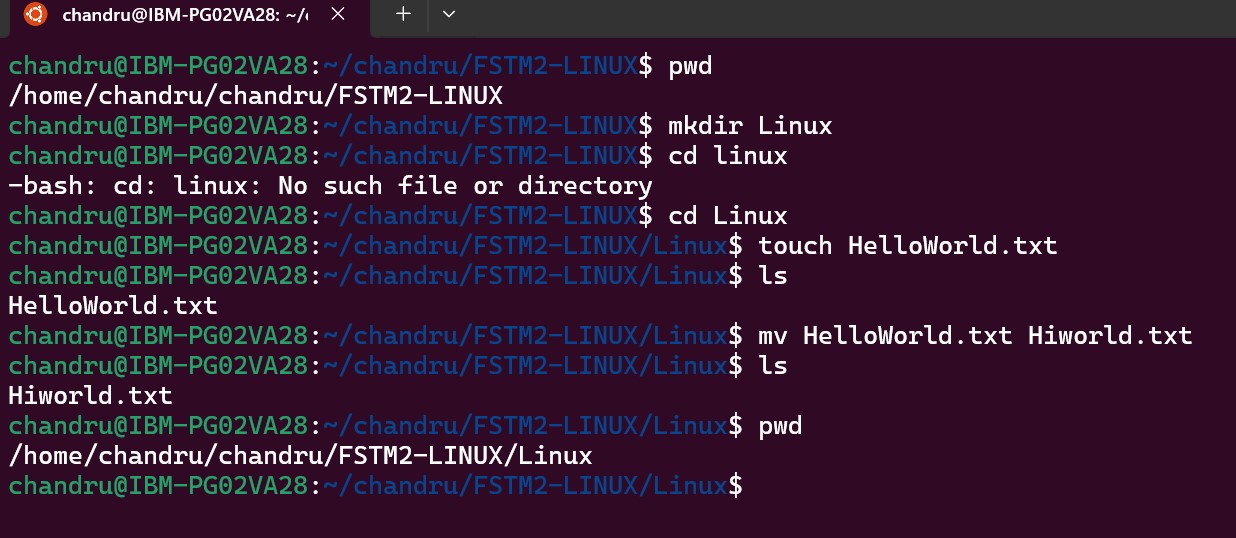 chandru@IBM-PG02VA28: ~/c
chandru@IBM-PG02VA28:~/chandru/FSTM2-LINUX$ pwd
/home/chandru/chandru/FSTM2-LINUX
chandru@IBM-PG02VA28:~/chandru/FSTM2-LINUX$ mkdir Linux
chandru@IBM-PG02VA28:~/chandru/FSTM2-LINUX$ cd linux
-bash: cd: linux: No such file or directory
chandru@IBM-PG02VA28:~/chandru/FSTM2-LINUX$ cd Linux
chandru@IBM-PG02VA28:~/chandru/FSTM2-LINUX/Linux$ touch HelloWorld.txt
chandru@IBM-PG02VA28:~/chandru/FSTM2-LINUX/Linux$ ls
HelloWorld.txt
chandru@IBM-PG02VA28:~/chandru/FSTM2-LINUX/Linux$ mv HelloWorld.txt Hiworld.txt
chandru@IBM-PG02VA28:~/chandru/FSTM2-LINUX/Linux$ ls
Hiworld.txt
chandru@IBM-PG02VA28:~/chandru/FSTM2-LINUX/Linux$ pwd
/home/chandru/chandru/FSTM2-LINUX/Linux
chandru@IBM-PG02VA28:~/chandru/FSTM2-LINUX/Linux$